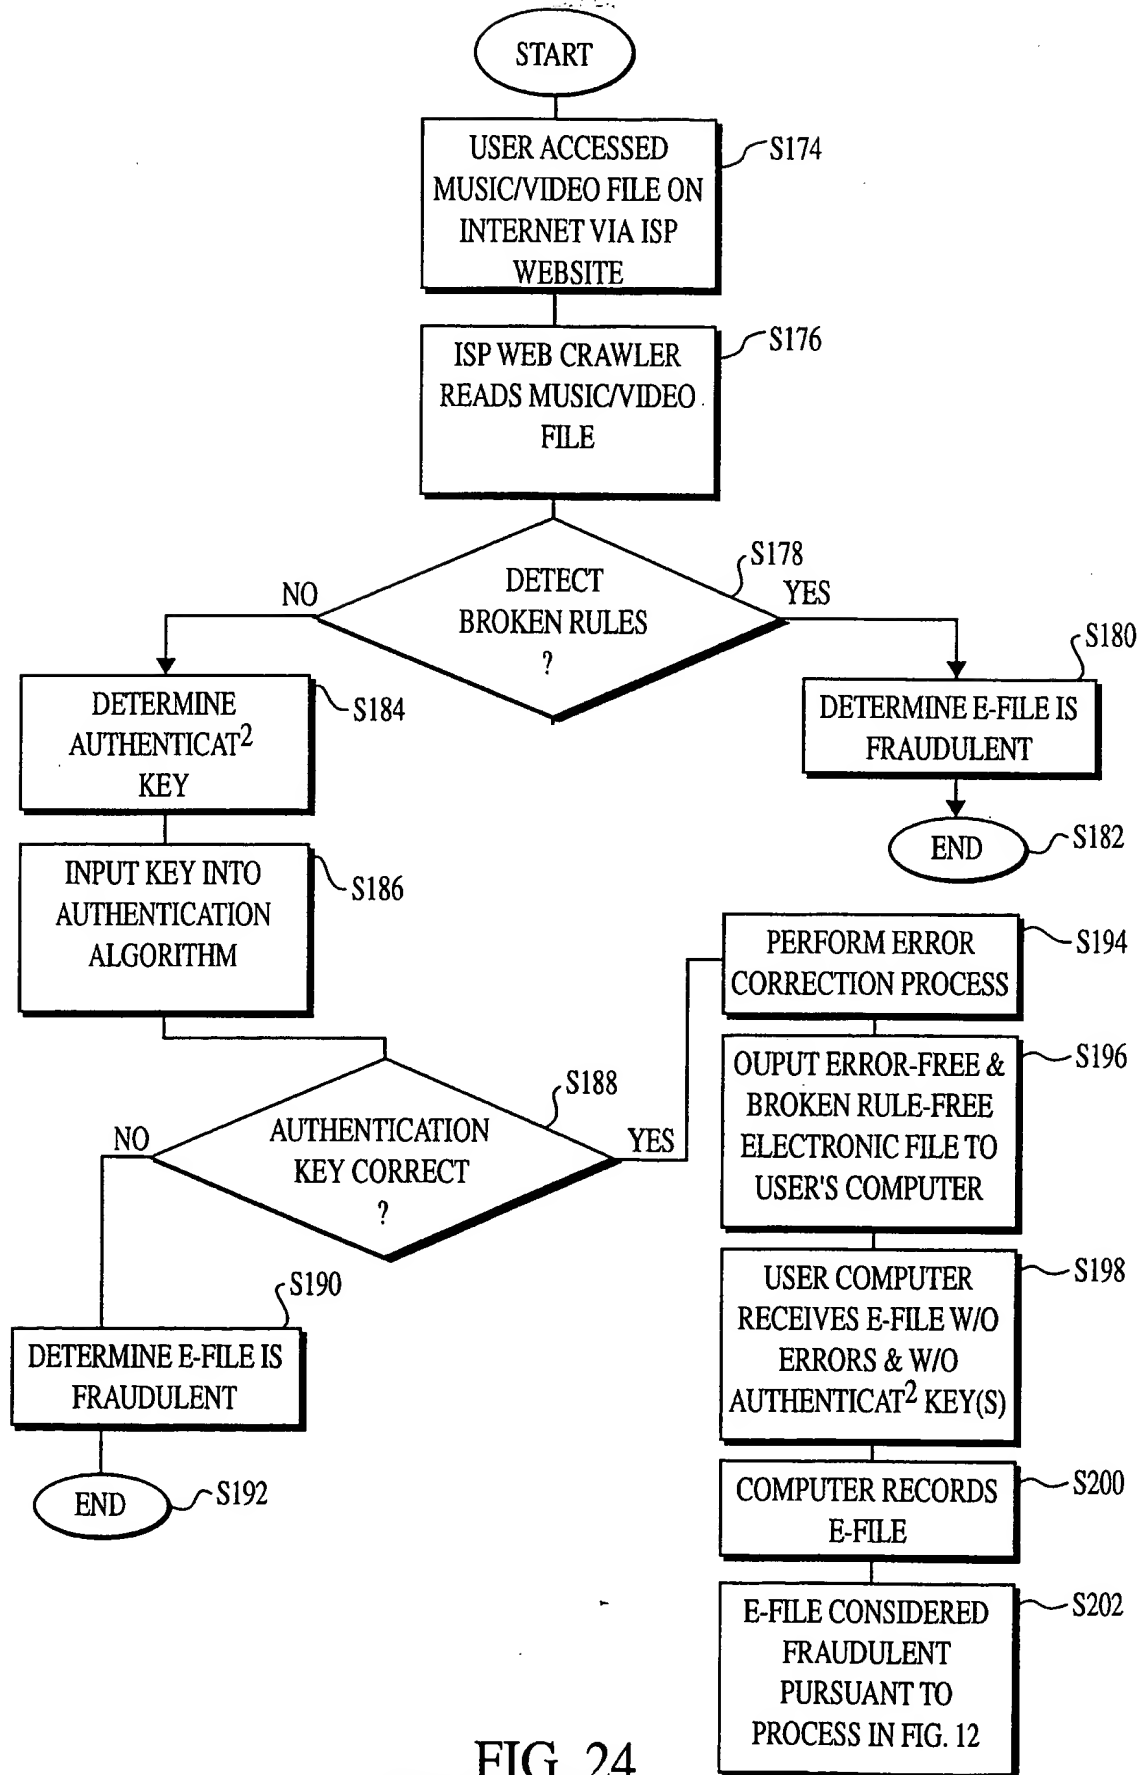 START
USER ACCESSED
MUSIC/VIDEO FILE ON
INTERNET VIA ISP
WEBSITE
S174
ISP WEB CRAWLER
READS MUSIC/VIDEO
FILE
S176
DETECT
BROKEN RULES
?
S178
NO
YES
S180
DETERMINE E-FILE IS
FRAUDULENT
END
S182
DETERMINE
AUTHENTICAT²
KEY
S184
INPUT KEY INTO
AUTHENTICATION
ALGORITHM
S186
AUTHENTICATION
KEY CORRECT
?
S188
NO
YES
S190
DETERMINE E-FILE IS
FRAUDULENT
END
S192
PERFORM ERROR
CORRECTION PROCESS
S194
OUPUT ERROR-FREE &
BROKEN RULE-FREE
ELECTRONIC FILE TO
USER'S COMPUTER
S196
USER COMPUTER
RECEIVES E-FILE W/O
ERRORS & W/O
AUTHENTICAT² KEY(S)
S198
COMPUTER RECORDS
E-FILE
S200
E-FILE CONSIDERED
FRAUDULENT
PURSUANT TO
PROCESS IN FIG. 12
S202
FIG. 24